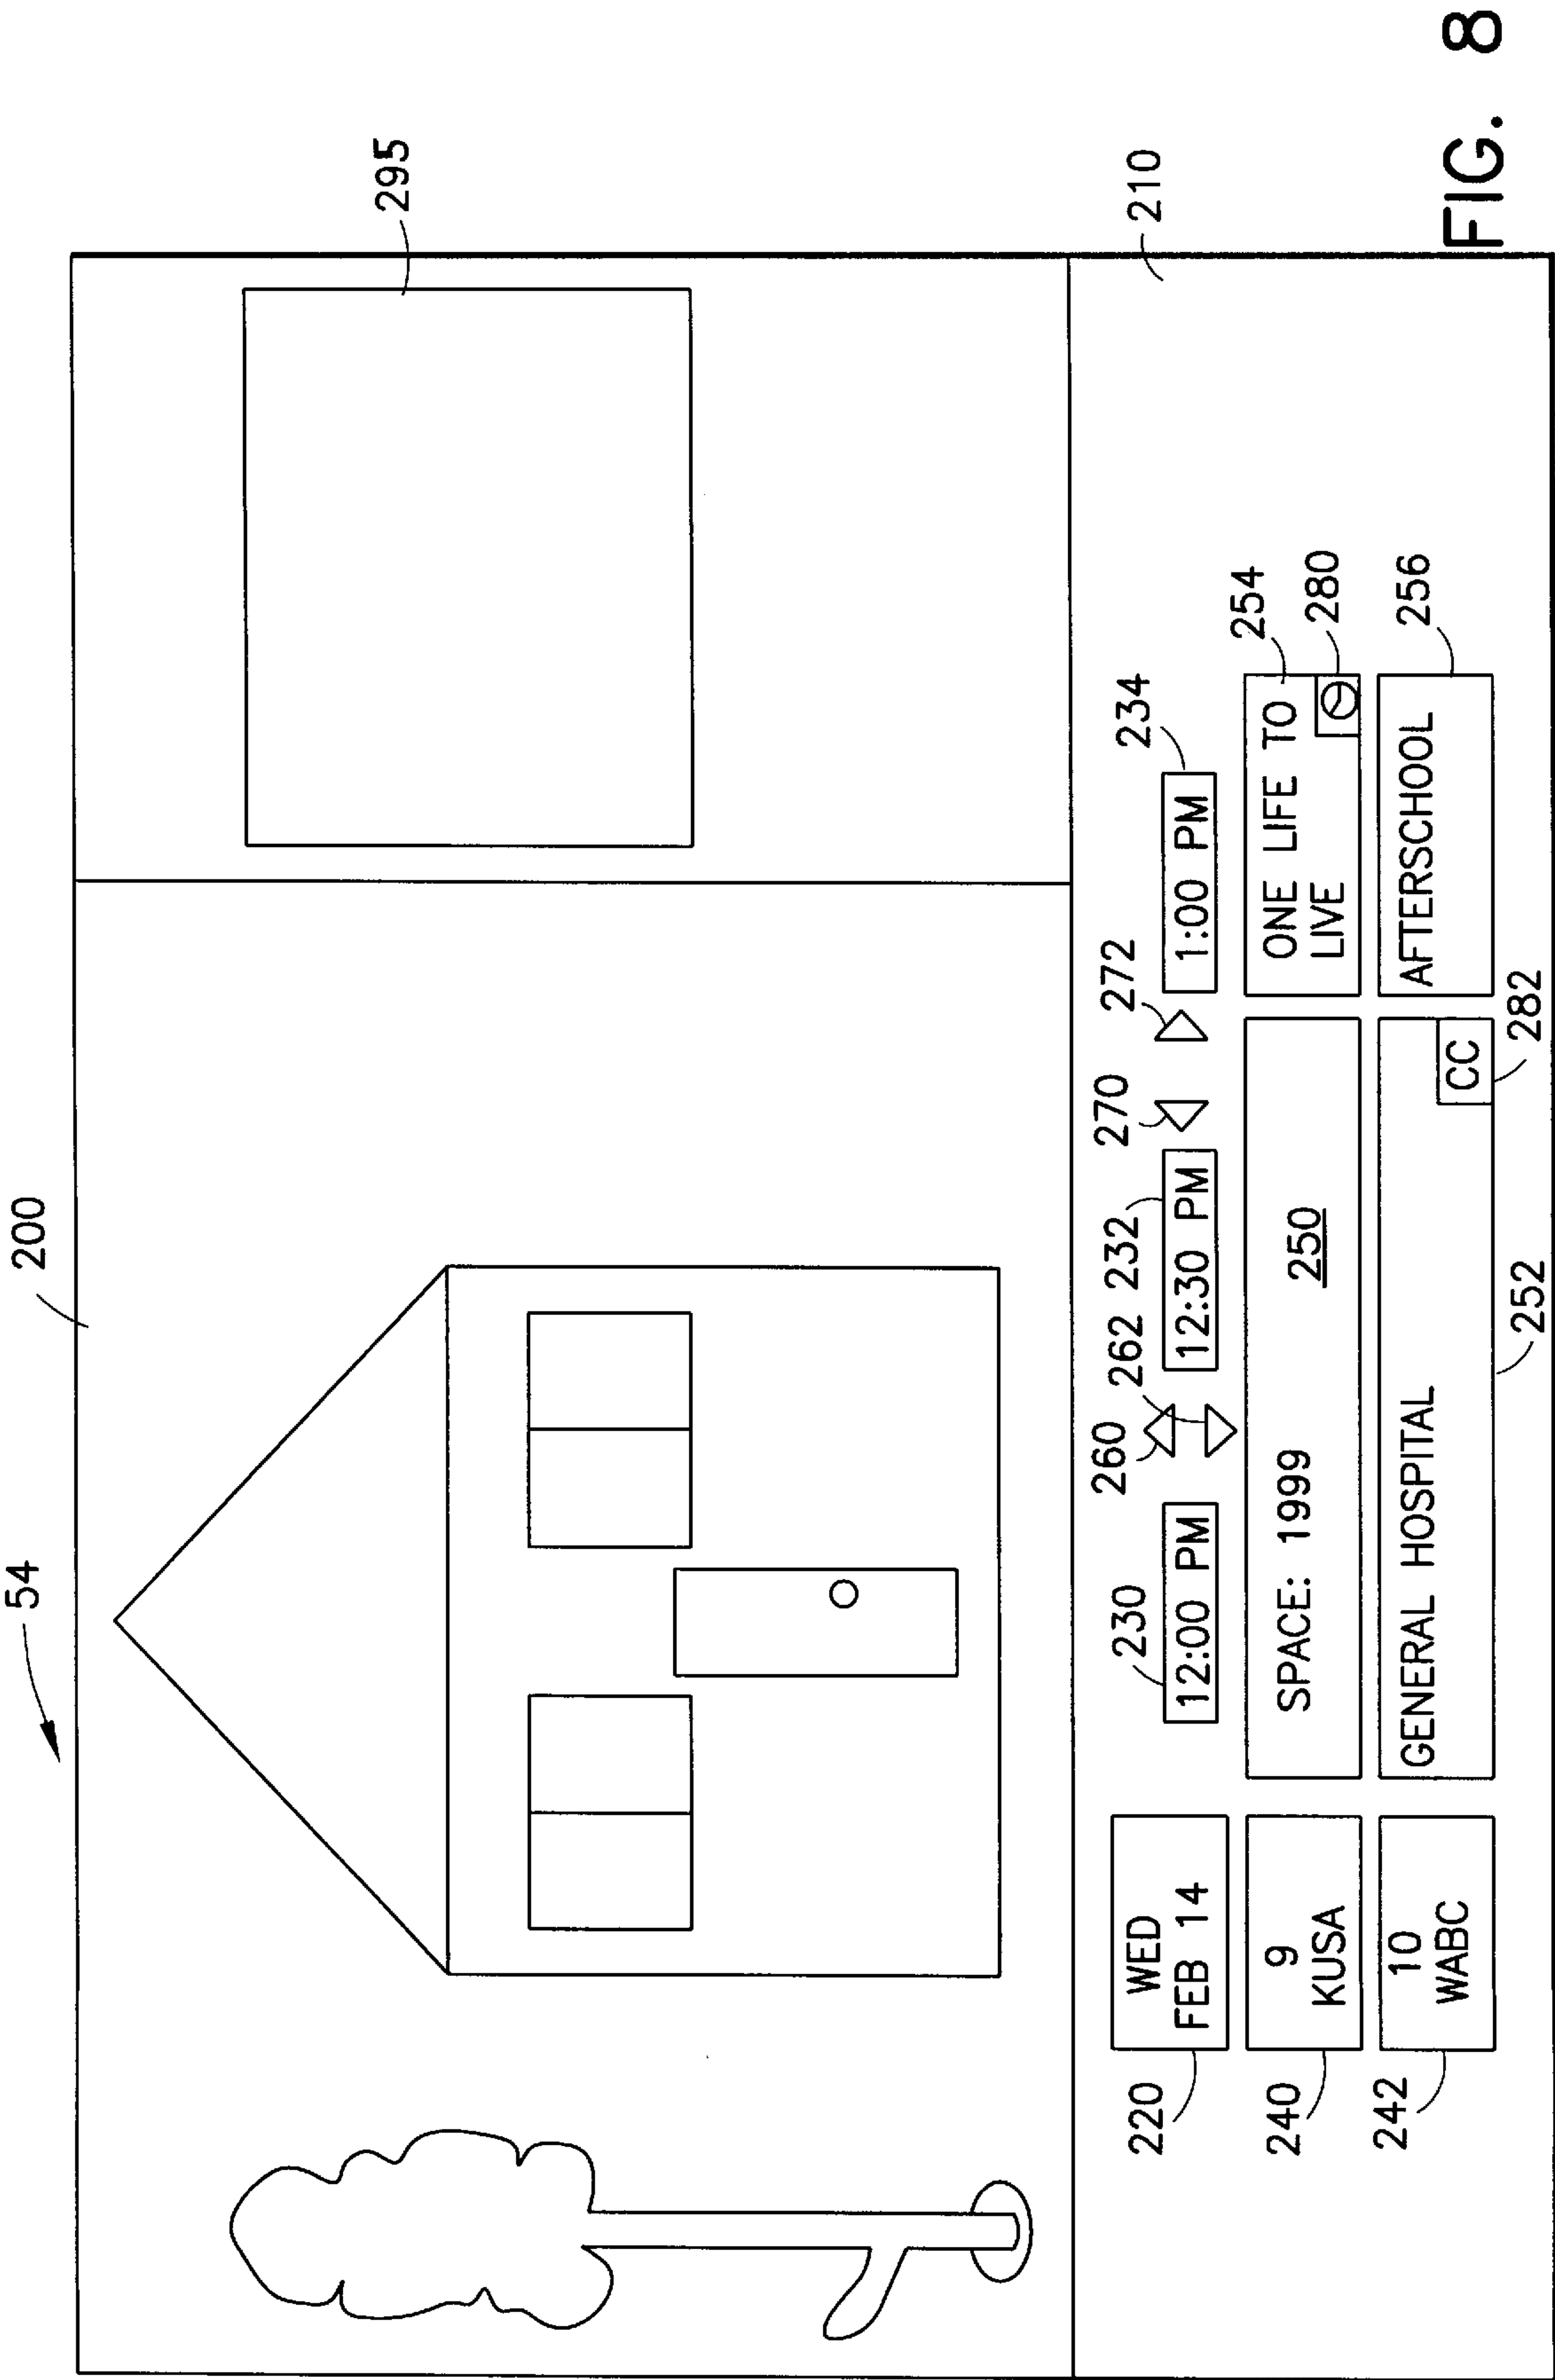 54
200
295
210
230
260
262
232
270
272
234
254
280
256
12:00 PM
12:30 PM
1:00 PM
220
WED
FEB 14
240
9
KUSA
SPACE: 1999
250
ONE LIFE TO
LIVE
242
10
WABC
GENERAL HOSPITAL
CC
AFTERSCHOOL
252
282
FIG. 8